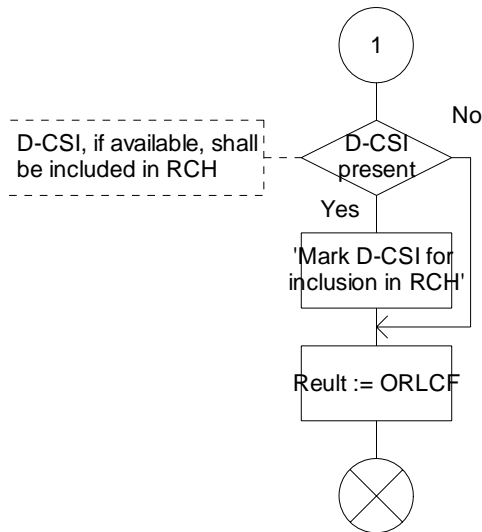 1
No
D-CSI, if available, shall
be included in RCH
D-CSI
present
Yes
'Mark D-CSI for
inclusion in RCH'
Reult := ORLCF